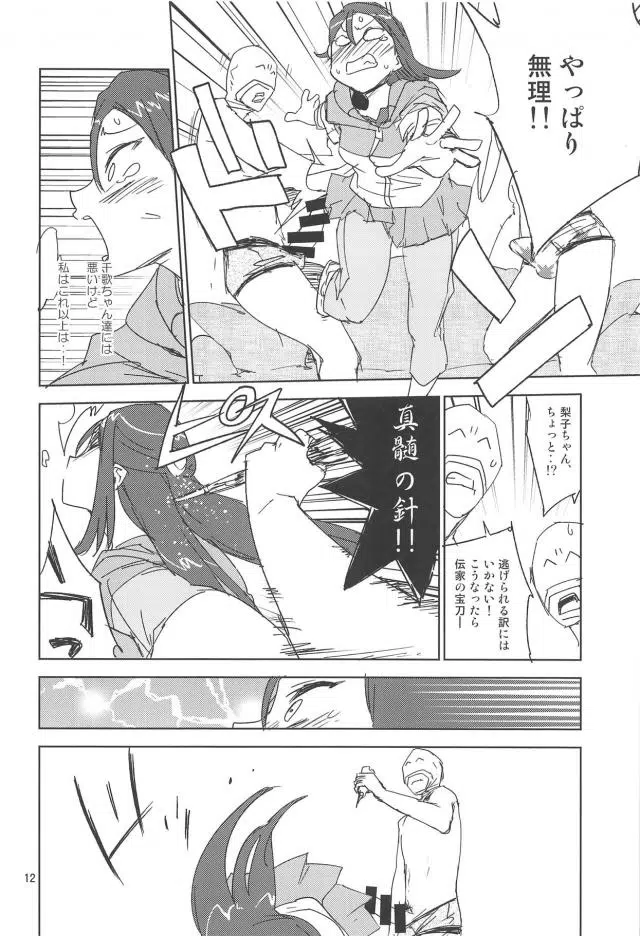 やっぱり
無理!!
千歌ちゃん達には
悪いけど
私はこれ以上は・・
梨子ちゃん、
ちょっと・・!?
逃げられる訳には
いかない!
こうなったら
伝家の宝刀ー
真髄の針!!
12